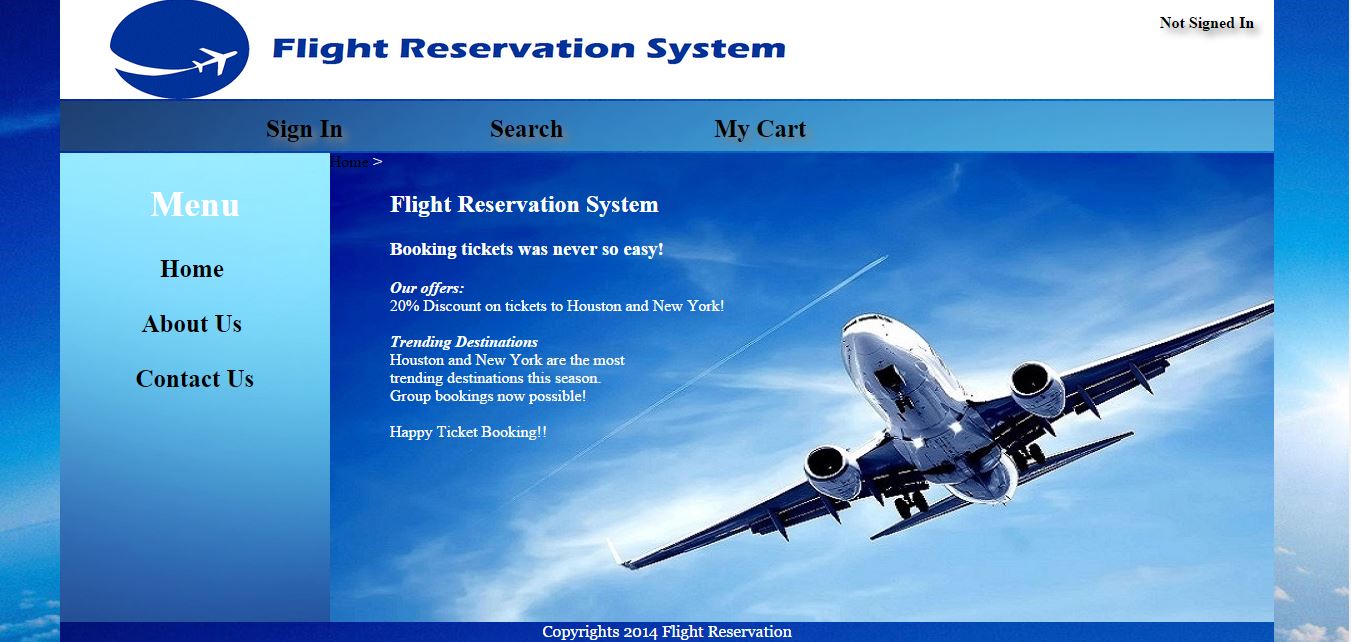 Not Signed In
Flight Reservation System
Sign In Search My Cart
Menu
Home
About Us
Contact Us
Home >
Flight Reservation System
Booking tickets was never so easy!
Our offers:
20% Discount on tickets to Houston and New York!
Trending Destinations
Houston and New York are the most
trending destinations this season.
Group bookings now possible!
Happy Ticket Booking!!
Copyrights 2014 Flight Reservation